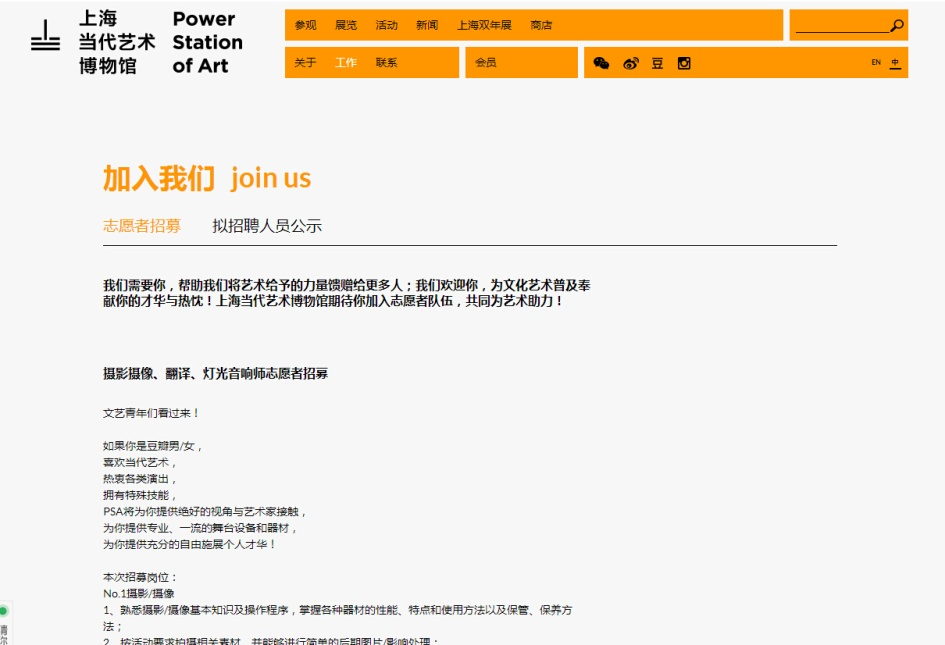 上海
当代艺术
博物馆
Power
Station
of Art
参观 展览 活动 新闻 上海双年展 商店
关于 工作 联系 会员 EN 中
加入我们 join us
志愿者招募 拟招聘人员公示
我们需要你，帮助我们将艺术给予的力量馈赠给更多人；我们欢迎你，为文化艺术普及奉
献你的才华与热忱！上海当代艺术博物馆期待你加入志愿者队伍，共同为艺术助力！
摄影摄像、翻译、灯光音响师志愿者招募
文艺青年们看过来！
如果你是豆瓣男/女，
喜欢当代艺术，
热衷各类演出，
拥有特殊技能，
PSA将为你提供绝好的视角与艺术家接触，
为你提供专业、一流的舞台设备和器材，
为你提供充分的自由施展个人才华！
本次招募岗位：
No.1摄影/摄像
1、熟悉摄影/摄像基本知识及操作程序，掌握各种器材的性能、特点和使用方法以及保管、保养方
法；
2、按活动要求拍摄相关素材，并能够进行简单的后期图片/影响处理；